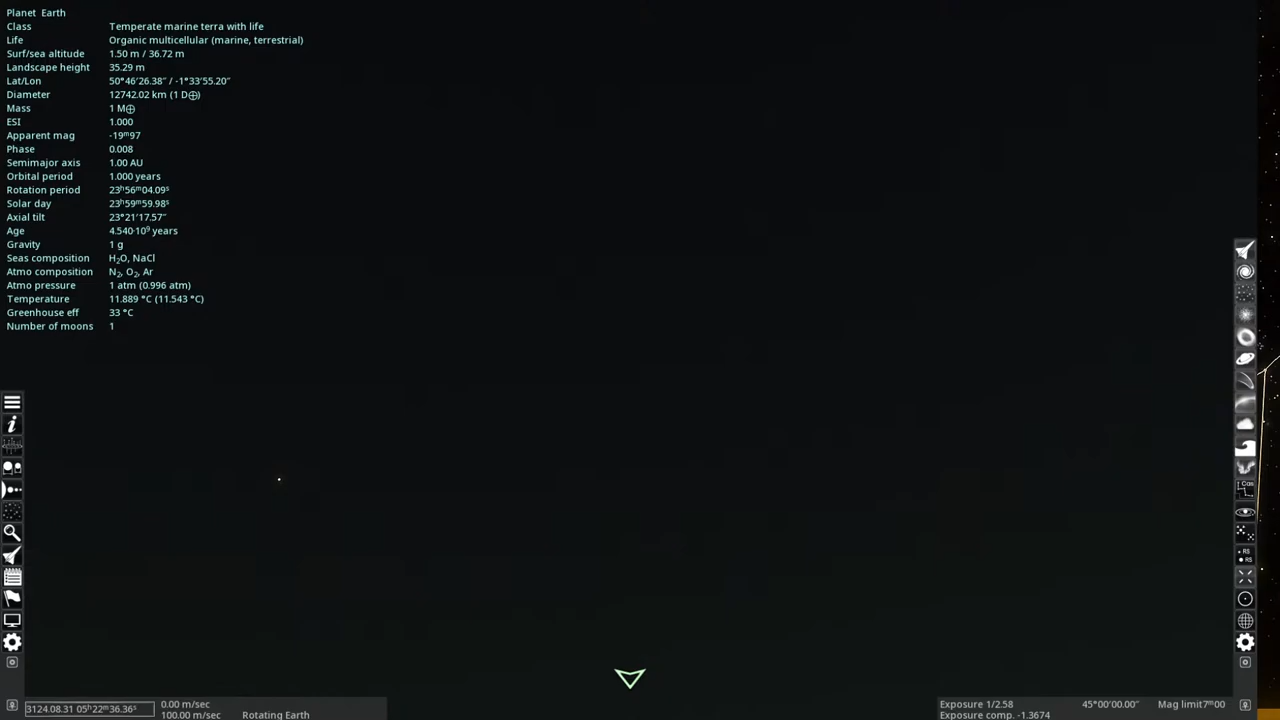 Planet Earth
Class Temperate marine terra with life
Life Organic multicellular (marine, terrestrial)
Surf/sea altitude 1.50 m / 36.72 m
Landscape height 35.29 m
Lat/Lon 50°46′26.38″ / -1°33′55.20″
Diameter 12742.02 km (1 D⊕)
Mass 1 M⊕
ESI 1.000
Apparent mag -19ᵐ97
Phase 0.008
Semimajor axis 1.00 AU
Orbital period 1.000 years
Rotation period 23ʰ56ᵐ04.09ˢ
Solar day 23ʰ59ᵐ59.98ˢ
Axial tilt 23°21′17.57″
Age 4.540·10⁹ years
Gravity 1 g
Seas composition H₂O, NaCl
Atmo composition N₂, O₂, Ar
Atmo pressure 1 atm (0.996 atm)
Temperature 11.889 °C (11.543 °C)
Greenhouse eff 33 °C
Number of moons 1
Cas
RS
RS
3124.08.31 05ʰ22ᵐ36.36ˢ 0.00 m/sec
100.00 m/sec Rotating Earth
Exposure 1/2.58 45°00′00.00″ Mag limit 7ᵐ00
Exposure comp. -1.3674